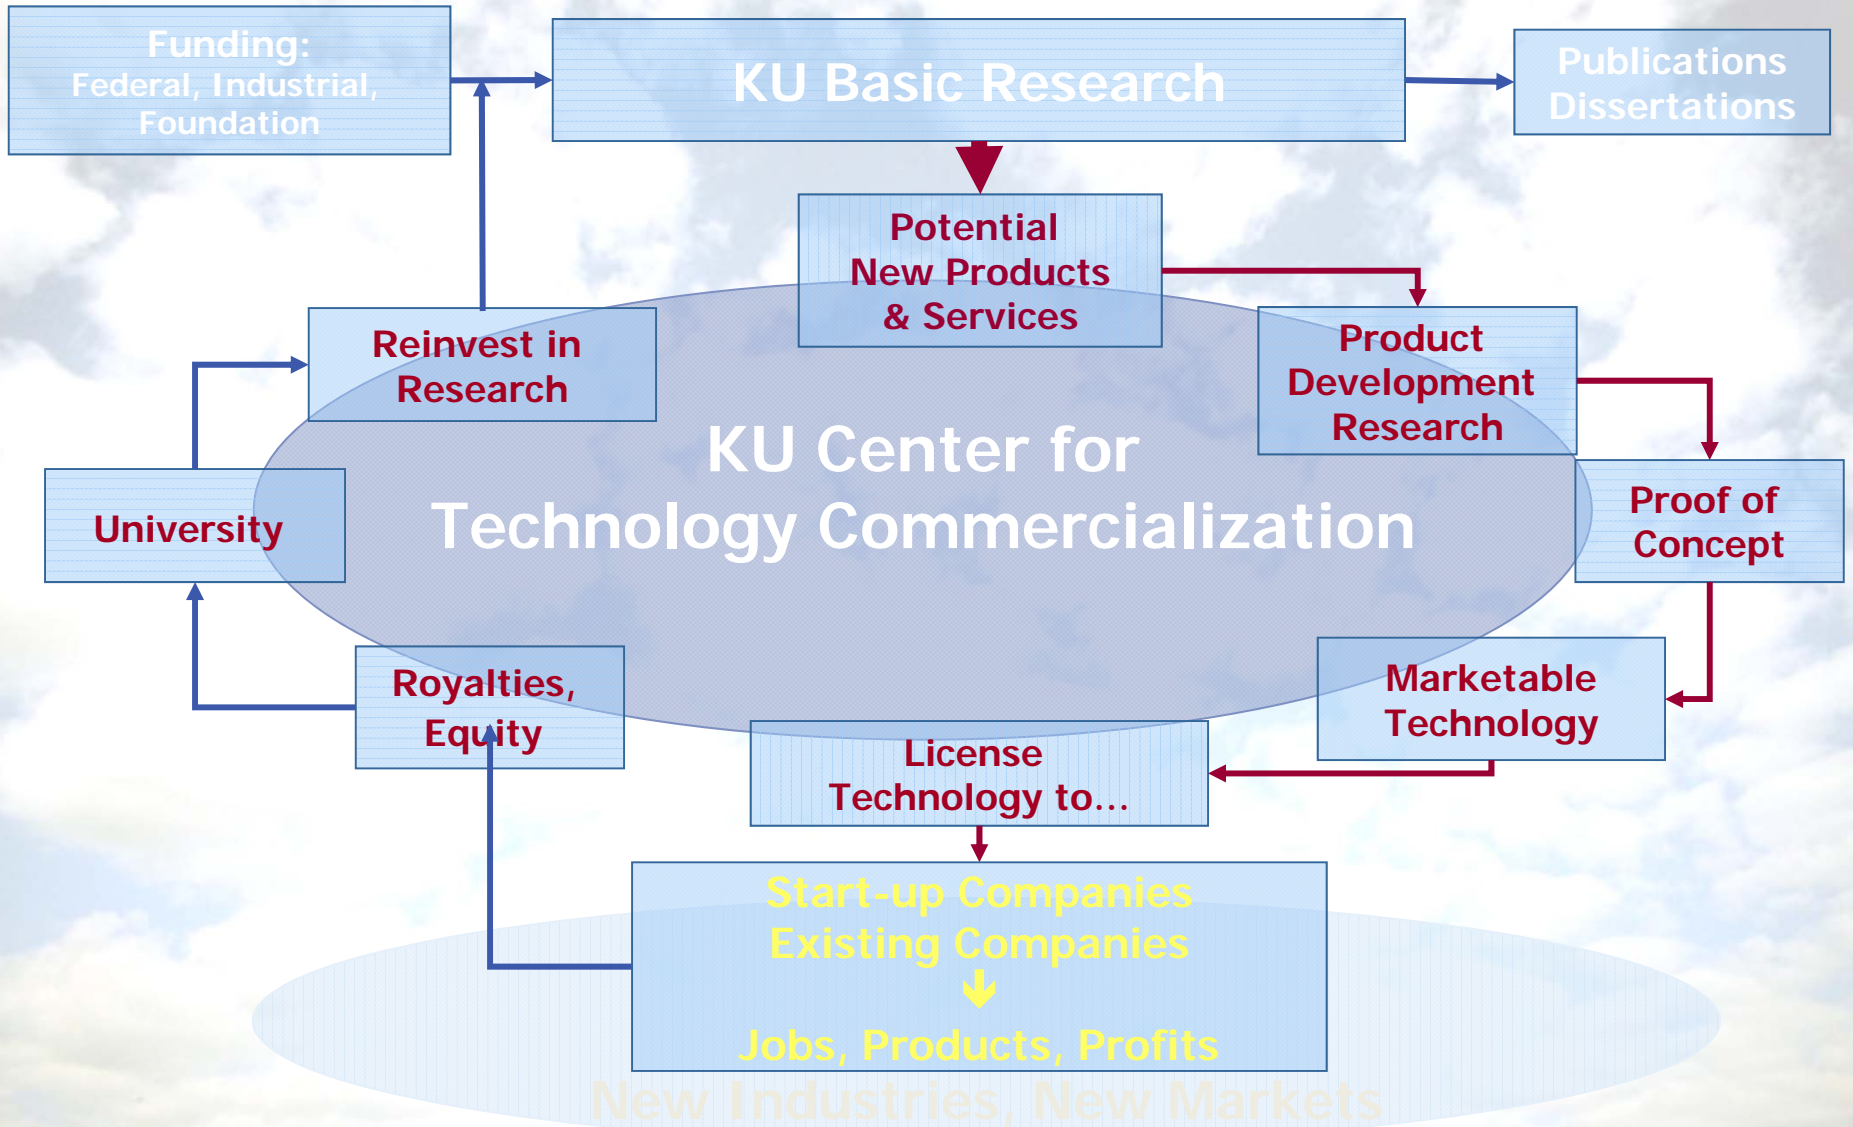 Funding:
Federal, Industrial,
Foundation
KU Basic Research
Publications
Dissertations
Potential
New Products
& Services
Reinvest in
Research
Product
Development
Research
KU Center for
Technology Commercialization
University
Proof of
Concept
Royalties,
Equity
Marketable
Technology
License
Technology to…
Start-up Companies
Existing Companies
Jobs, Products, Profits
New Industries, New Markets